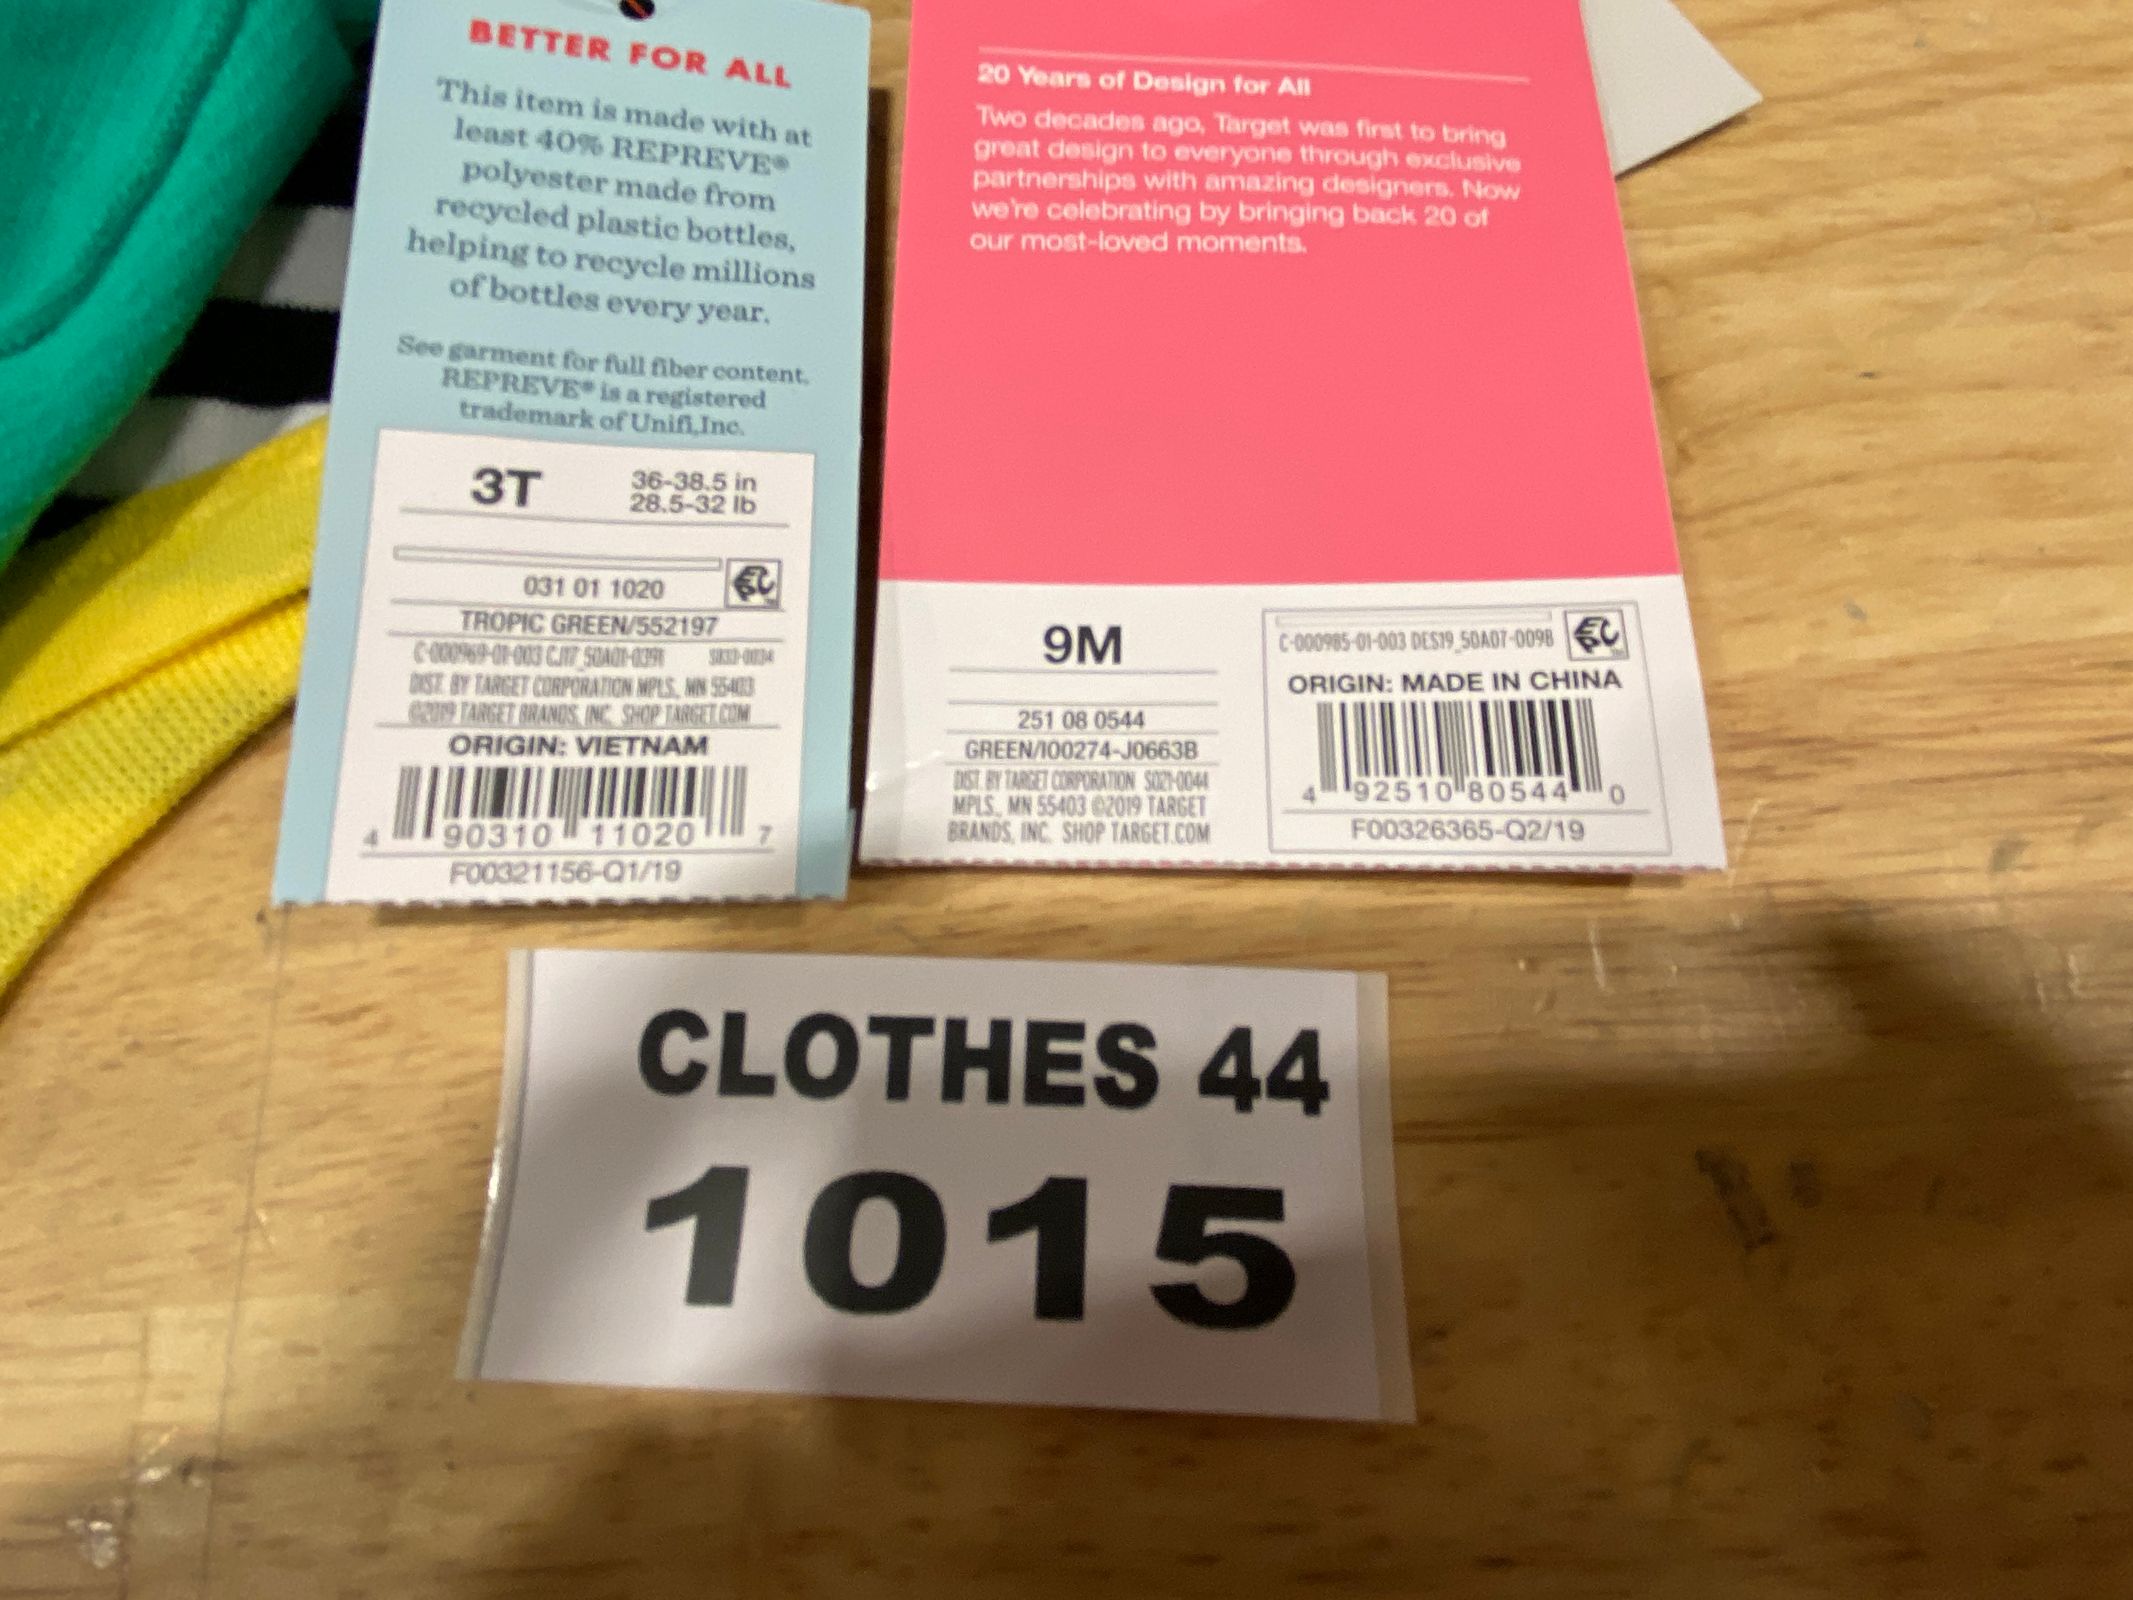 BETTER FOR ALL
This item is made with at
least 40% REPREVE®
polyester made from
recycled plastic bottles,
helping to recycle millions
of bottles every year.
See garment for full fiber content.
REPREVE® is a registered
trademark of Unifi,Inc.
3T
36-38.5 in
28.5-32 lb
031 01 1020
TROPIC GREEN/552197
C-000969-01-003 CJ17_50A01-0391 S033-0034
DIST. BY TARGET CORPORATION MPLS., MN 55403
©2019 TARGET BRANDS, INC. SHOP TARGET.COM
ORIGIN: VIETNAM
4 90310 11020 7
F00321156-Q1/19
20 Years of Design for All
Two decades ago, Target was first to bring
great design to everyone through exclusive
partnerships with amazing designers. Now
we're celebrating by bringing back 20 of
our most-loved moments.
9M
251 08 0544
GREEN/I00274-J0663B
DIST. BY TARGET CORPORATION S021-0044
MPLS., MN 55403 ©2019 TARGET
BRANDS, INC. SHOP TARGET.COM
C-000985-01-003 DES19_50A07-009B
ORIGIN: MADE IN CHINA
4 92510 80544 0
F00326365-Q2/19
CLOTHES 44
1015